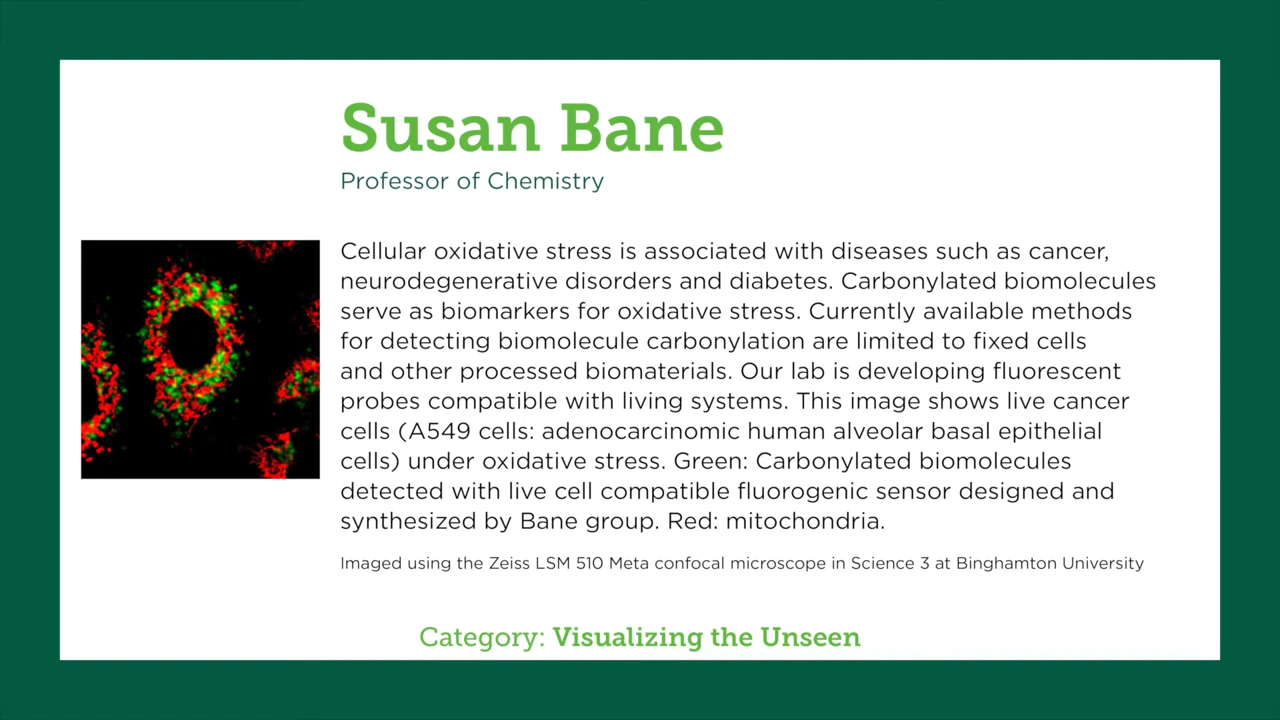 Susan Bane
Professor of Chemistry
Cellular oxidative stress is associated with diseases such as cancer,
neurodegenerative disorders and diabetes. Carbonylated biomolecules
serve as biomarkers for oxidative stress. Currently available methods
for detecting biomolecule carbonylation are limited to fixed cells
and other processed biomaterials. Our lab is developing fluorescent
probes compatible with living systems. This image shows live cancer
cells (A549 cells: adenocarcinomic human alveolar basal epithelial
cells) under oxidative stress. Green: Carbonylated biomolecules
detected with live cell compatible fluorogenic sensor designed and
synthesized by Bane group. Red: mitochondria.
Imaged using the Zeiss LSM 510 Meta confocal microscope in Science 3 at Binghamton University
Category: Visualizing the Unseen